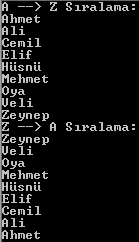 A --> Z Sıralama:
Ahmet
Ali
Cemil
Elif
Hüsnü
Mehmet
Oya
Veli
Zeynep
Z --> A Sıralama:
Zeynep
Veli
Oya
Mehmet
Hüsnü
Elif
Cemil
Ali
Ahmet